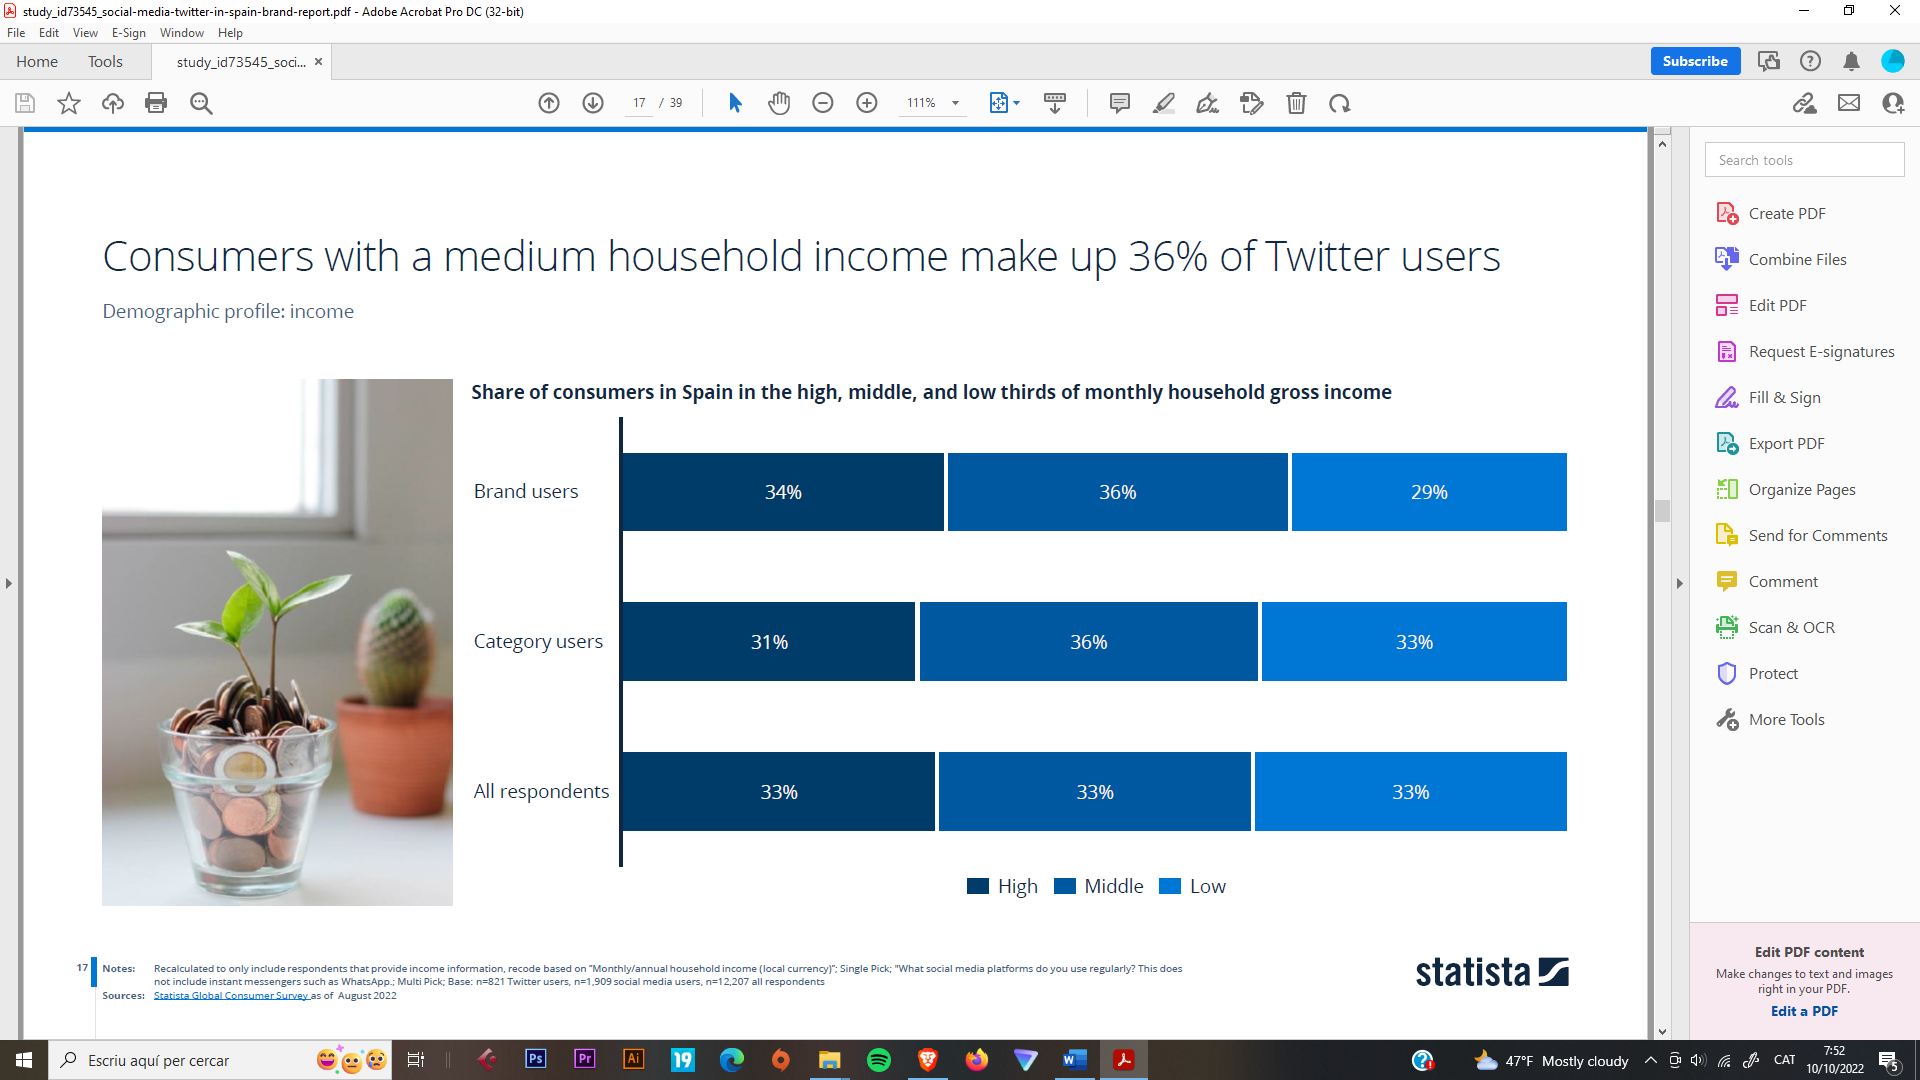 study_id73545_social-media-twitter-in-spain-brand-report.pdf - Adobe Acrobat Pro DC (32-bit)
File Edit View E-Sign Window Help
Home Tools study_id73545_soci... ×
Subscribe
17 / 39 111%
Search tools
Create PDF
Combine Files
Edit PDF
Request E-signatures
Fill & Sign
Export PDF
Organize Pages
Send for Comments
Comment
Scan & OCR
Protect
More Tools
Edit PDF content
Make changes to text and images
right in your PDF.
Edit a PDF
Consumers with a medium household income make up 36% of Twitter users
Demographic profile: income
Share of consumers in Spain in the high, middle, and low thirds of monthly household gross income
Brand users 34% 36% 29%
Category users 31% 36% 33%
All respondents 33% 33% 33%
High Middle Low
17 Notes: Recalculated to only include respondents that provide income information, recode based on "Monthly/annual household income (local currency)"; Single Pick; "What social media platforms do you use regularly? This does
not include instant messengers such as WhatsApp.; Multi Pick; Base: n=821 Twitter users, n=1,909 social media users, n=12,207 all respondents
Sources: Statista Global Consumer Survey as of August 2022
statista
Escriu aquí per cercar
Ps Pr Ai 19 W
47°F Mostly cloudy CAT
7:52
10/10/2022
5